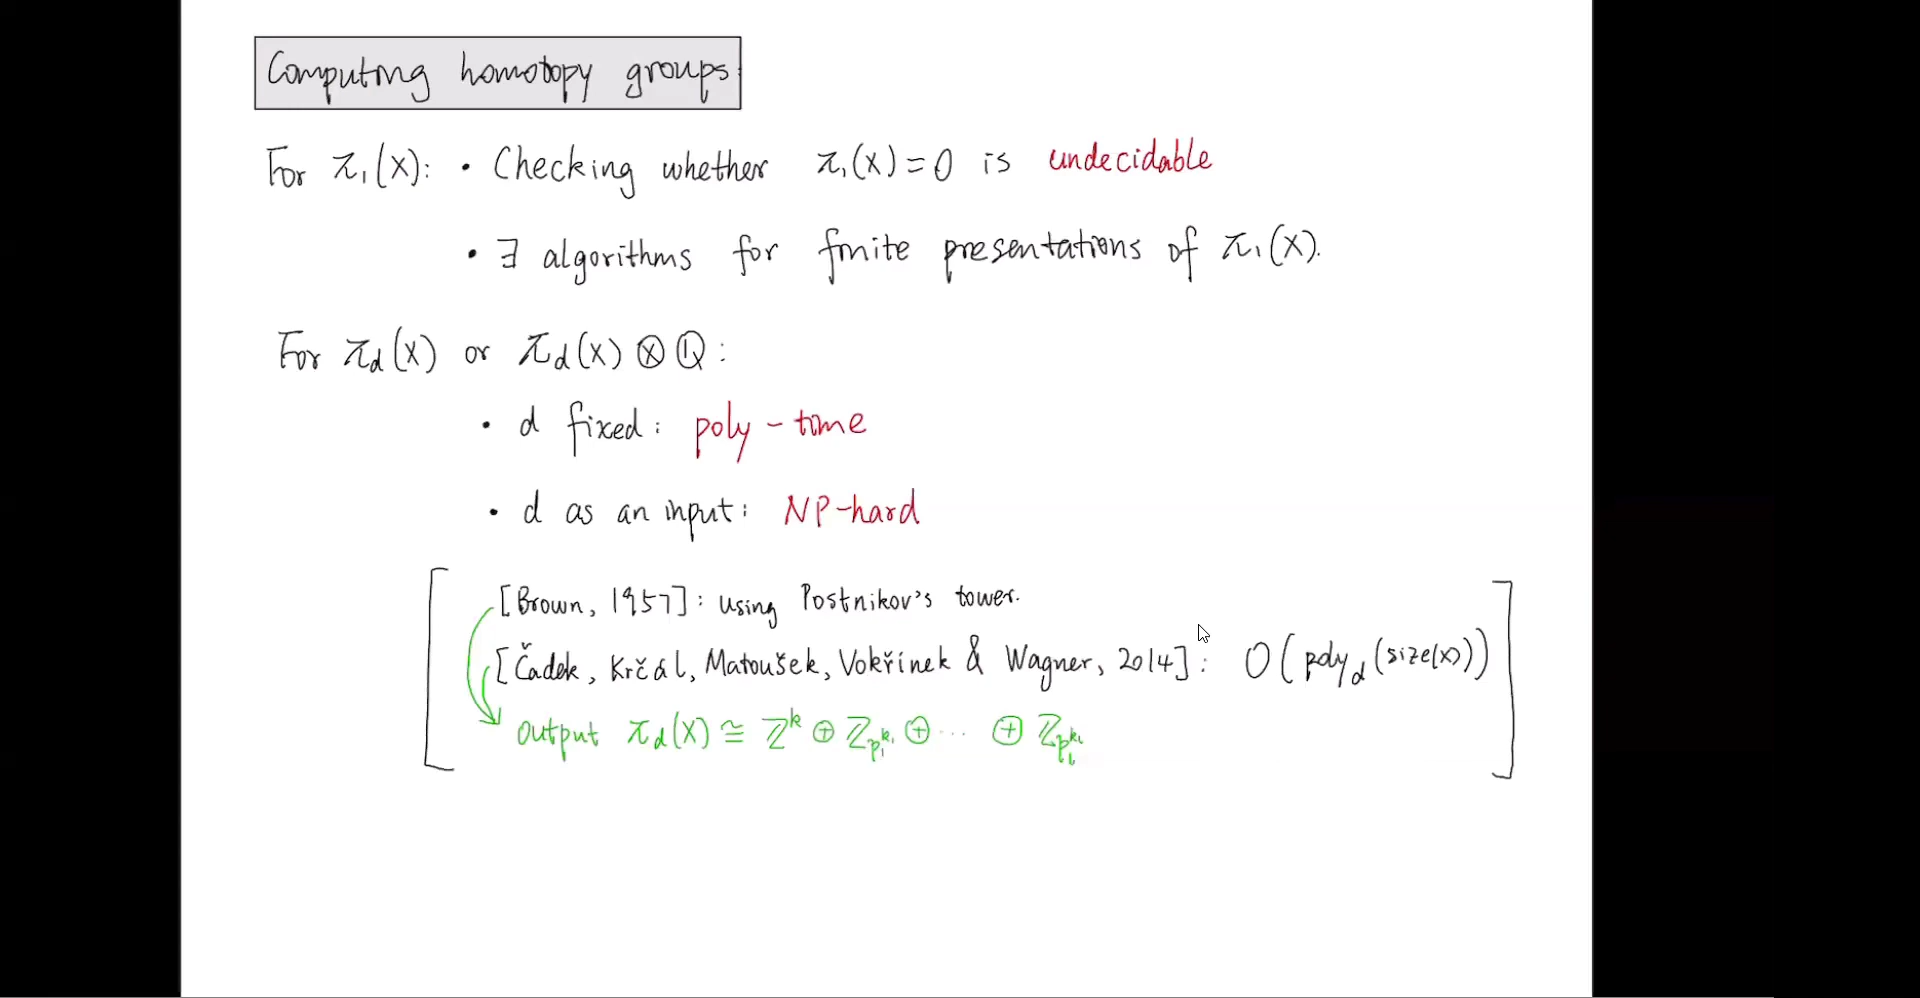 Computing homotopy groups:
For π₁(X): • Checking whether π₁(X) = 0 is undecidable
• ∃ algorithms for finite presentations of π₁(X).
For π_d(X) or π_d(X) ⊗ ℚ:
• d fixed: poly-time
• d as an input: NP-hard
[Brown, 1957]: using Postnikov's tower.
[Čadek, Krčál, Matoušek, Vokřínek & Wagner, 2014]: O(poly_d(size(X)))
output π_d(X) ≅ ℤ^k ⊕ ℤ_{p₁^{k₁}} ⊕ ··· ⊕ ℤ_{p_l^{k_l}}